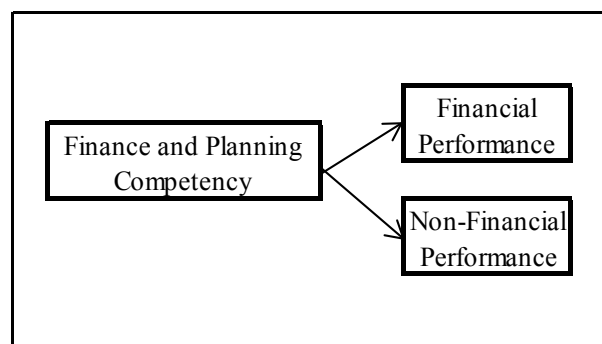 Finance and Planning
Competency
Financial
Performance
Non-Financial
Performance